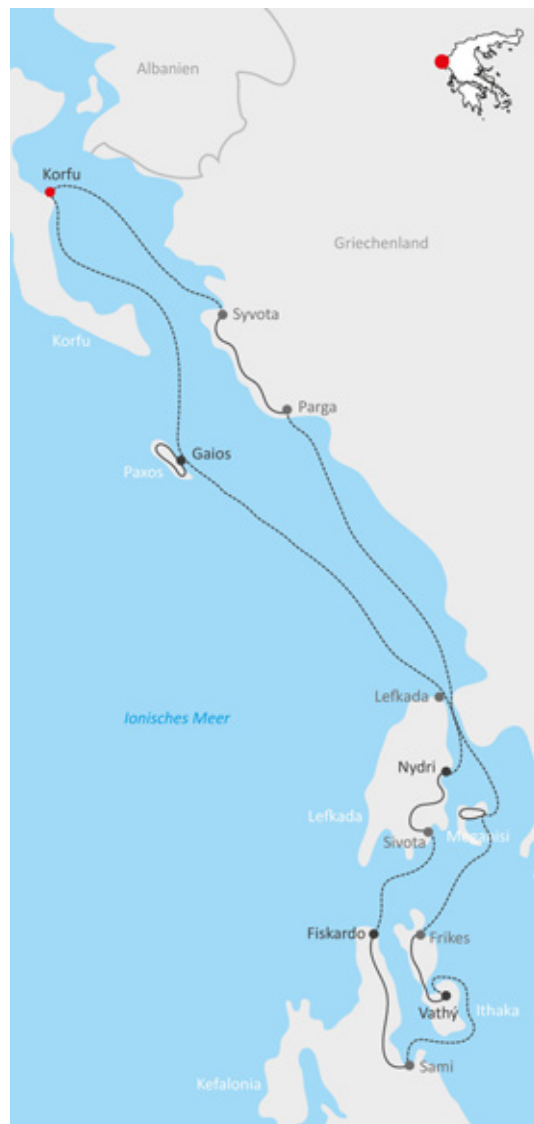 Albanien
Korfu
Griechenland
Syvota
Korfu
Parga
Gaios
Paxos
Lefkada
Ionisches Meer
Nydri
Lefkada
Sivota
Meganisi
Fiskardo
Frikes
Vathý
Ithaka
Sami
Kefalonia